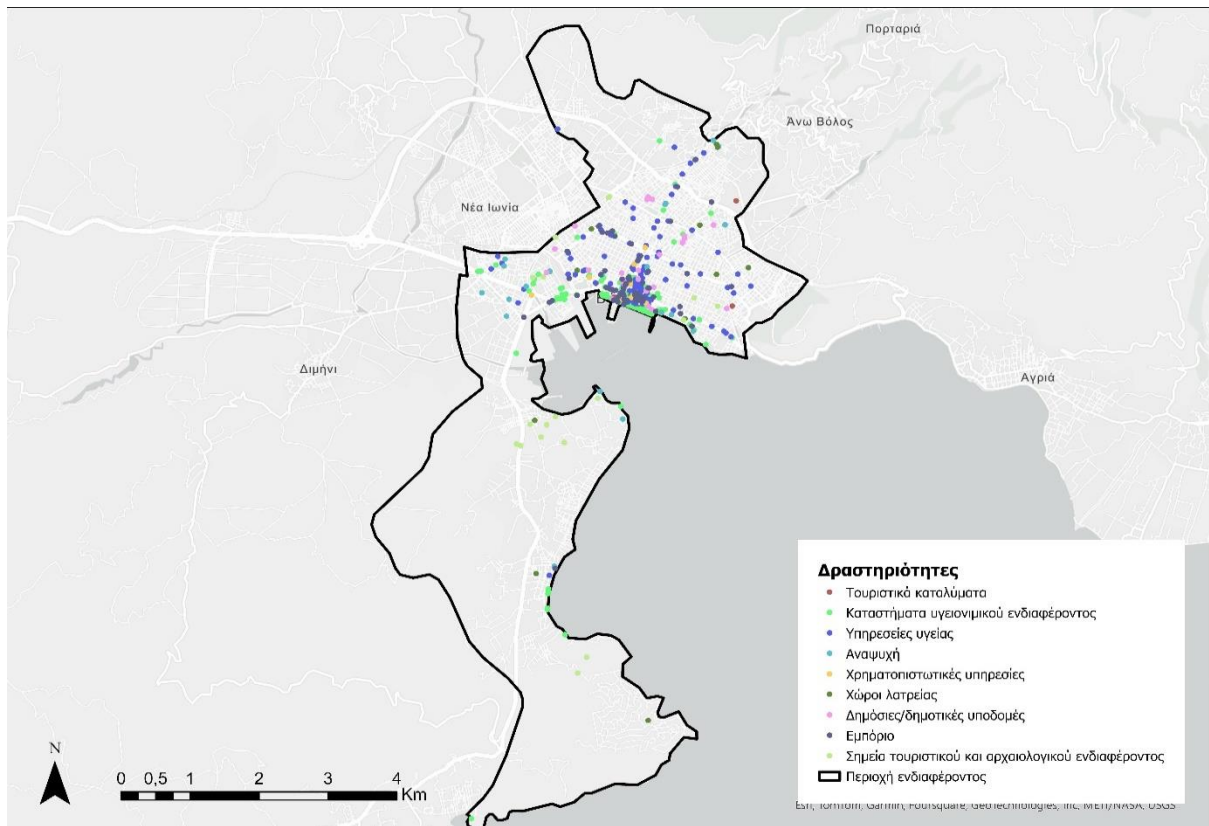 Πορταριά
Άνω Βόλος
Νέα Ιωνία
Διμήνι
Αγριά
Δραστηριότητες
Τουριστικά καταλύματα
Καταστήματα υγειονιμικού ενδιαφέροντος
Υπηρεσείες υγείας
Αναψυχή
Χρηματοπιστωτικές υπηρεσίες
Χώροι λατρείας
Δημόσιες/δημοτικές υποδομές
Εμπόριο
Σημεία τουριστικού και αρχαιολογικού ενδιαφέροντος
Περιοχή ενδιαφέροντος
N
0 0,5 1 2 3 4
Km
Esri, TomTom, Garmin, Foursquare, GeoTechnologies, Inc, METI/NASA, USGS